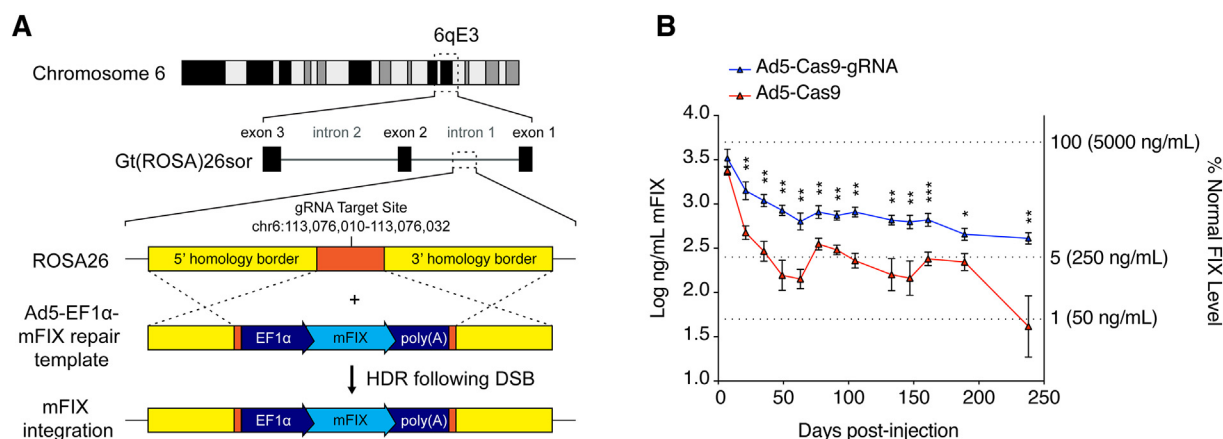 A
6qE3
Chromosome 6
exon 3
intron 2
exon 2
intron 1
exon 1
Gt(ROSA)26sor
gRNA Target Site
chr6:113,076,010-113,076,032
ROSA26
5’ homology border
3’ homology border
+
Ad5-EF1α-
mFIX repair
template
EF1α
mFIX
poly(A)
HDR following DSB
mFIX
integration
EF1α
mFIX
poly(A)
B
Ad5-Cas9-gRNA
Ad5-Cas9
Log ng/mL mFIX
4.0
3.5
3.0
2.5
2.0
1.5
1.0
**
**
**
**
**
**
**
**
**
***
*
**
100 (5000 ng/mL)
5 (250 ng/mL)
1 (50 ng/mL)
% Normal FIX Level
0
50
100
150
200
250
Days post-injection